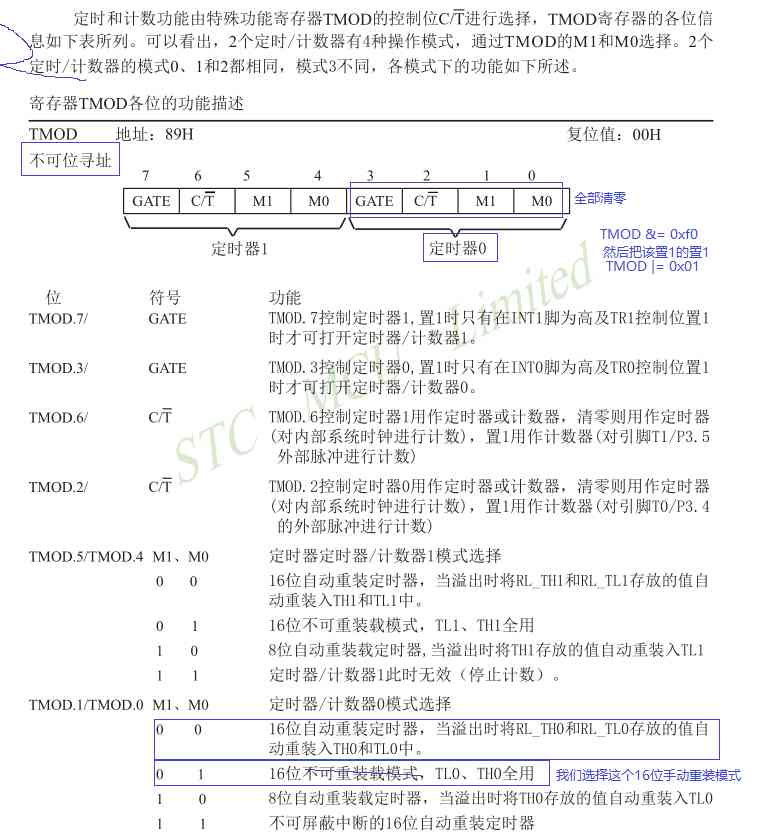 定时和计数功能由特殊功能寄存器TMOD的控制位C/T进行选择，TMOD寄存器的各位信
息如下表所列。可以看出，2个定时/计数器有4种操作模式，通过TMOD的M1和M0选择。2个
定时/计数器的模式0、1和2都相同，模式3不同，各模式下的功能如下所述。
寄存器TMOD各位的功能描述
TMOD 地址：89H 复位值：00H
不可位寻址
7 6 5 4 3 2 1 0
GATE C/T M1 M0 GATE C/T M1 M0 全部清零
定时器1 定时器0
TMOD &= 0xf0
然后把该置1的置1
TMOD |= 0x01
位 符号 功能
TMOD.7/ GATE TMOD.7控制定时器1,置1时只有在INT1脚为高及TR1控制位置1
时才可打开定时器/计数器1。
TMOD.3/ GATE TMOD.3控制定时器0,置1时只有在INT0脚为高及TR0控制位置1
时才可打开定时器/计数器0。
TMOD.6/ C/T TMOD.6控制定时器1用作定时器或计数器，清零则用作定时器
(对内部系统时钟进行计数)，置1用作计数器(对引脚T1/P3.5
外部脉冲进行计数)
TMOD.2/ C/T TMOD.2控制定时器0用作定时器或计数器，清零则用作定时器
(对内部系统时钟进行计数)，置1用作计数器(对引脚T0/P3.4
的外部脉冲进行计数)
TMOD.5/TMOD.4 M1、M0 定时器定时器/计数器1模式选择
0 0 16位自动重装定时器，当溢出时将RL_TH1和RL_TL1存放的值自
动重装入TH1和TL1中。
0 1 16位不可重装载模式，TL1、TH1全用
1 0 8位自动重装载定时器,当溢出时将TH1存放的值自动重装入TL1
1 1 定时器/计数器1此时无效（停止计数）。
TMOD.1/TMOD.0 M1、M0 定时器/计数器0模式选择
0 0 16位自动重装定时器，当溢出时将RL_TH0和RL_TL0存放的值自
动重装入TH0和TL0中。
0 1 16位不可重装载模式，TL0、TH0全用 我们选择这个16位手动重装模式
1 0 8位自动重装载定时器，当溢出时将TH0存放的值自动重装入TL0
1 1 不可屏蔽中断的16位自动重装定时器
STC MCU Limited